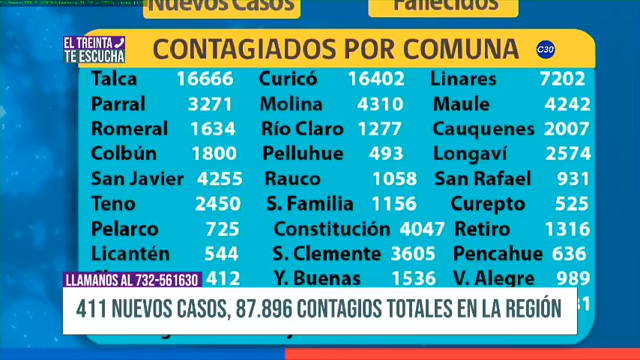 Nuevos Casos Fallecidos
EL TREINTA
TE ESCUCHA
CONTAGIADOS POR COMUNA
C30
Talca 16666 Curicó 16402 Linares 7202
Parral 3271 Molina 4310 Maule 4242
Romeral 1634 Río Claro 1277 Cauquenes 2007
Colbún 1800 Pelluhue 493 Longaví 2574
San Javier 4255 Rauco 1058 San Rafael 931
Teno 2450 S. Familia 1156 Curepto 525
Pelarco 725 Constitución 4047 Retiro 1316
Licantén 544 S. Clemente 3605 Pencahue 636
412 Y. Buenas 1536 V. Alegre 989
LLAMANOS AL 732-561630
411 NUEVOS CASOS, 87.896 CONTAGIOS TOTALES EN LA REGIÓN